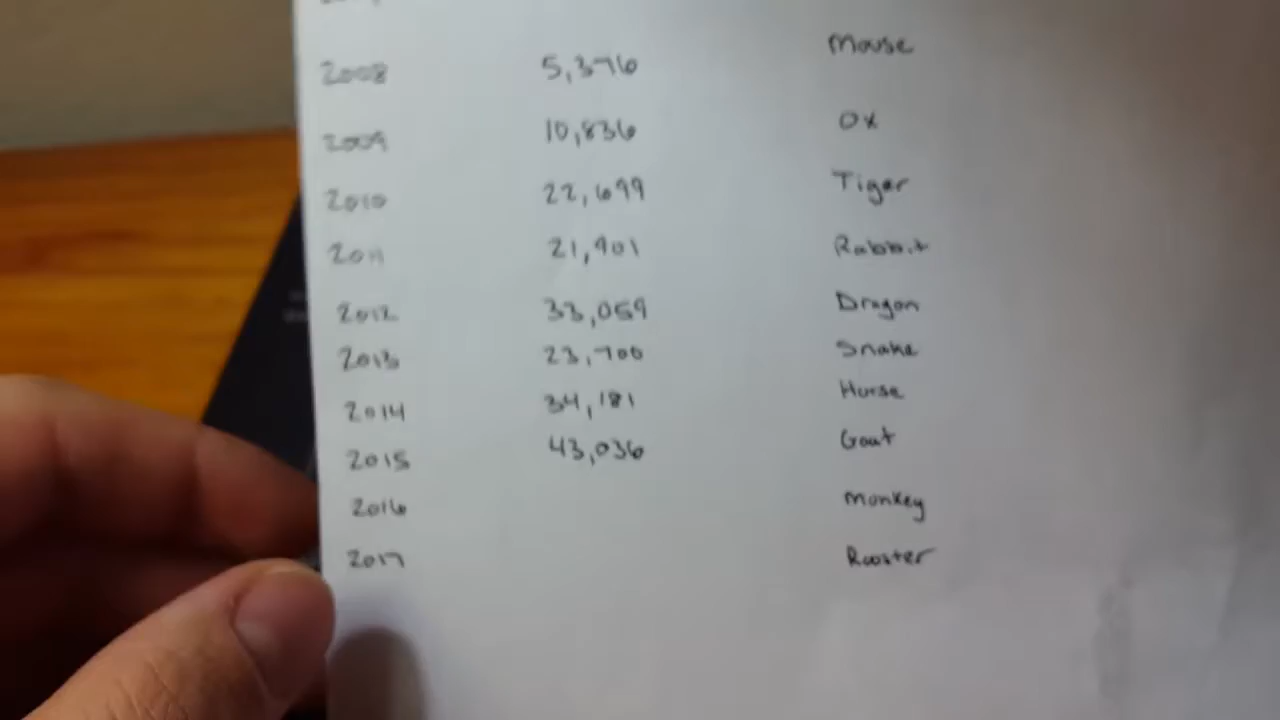 2008 5,376 Mouse
2009 10,836 Ox
2010 22,699 Tiger
2011 21,901 Rabbit
2012 33,059 Dragon
2013 23,700 Snake
2014 34,181 Horse
2015 43,036 Goat
2016 Monkey
2017 Rooster